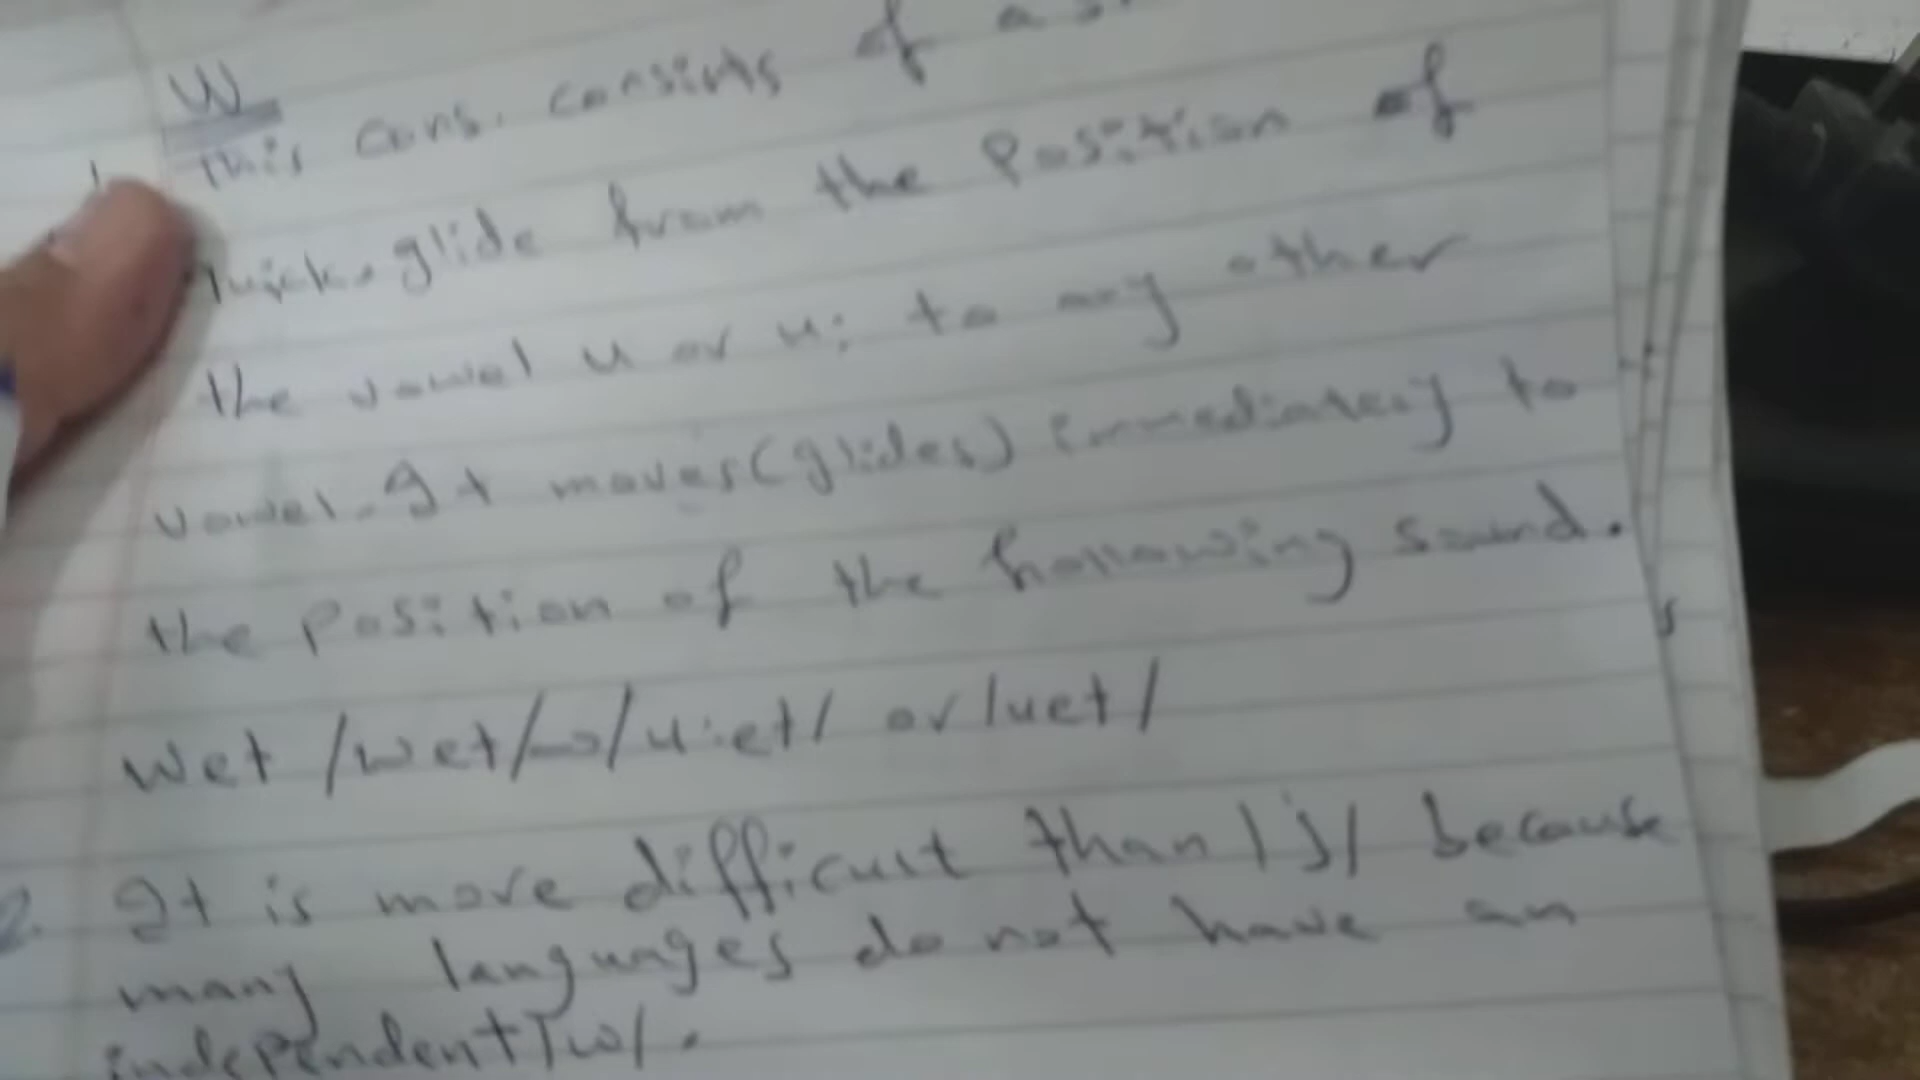 W
This cons. consists of a
quick glide from the Position of
the vowel u or u: to any other
vowel. It moves (glides) immediately to
the Position of the following sound.
Wet /wet/→/u:et/ or /uet/
2. It is more difficult than /j/ because
many languages do not have an
independent /w/.